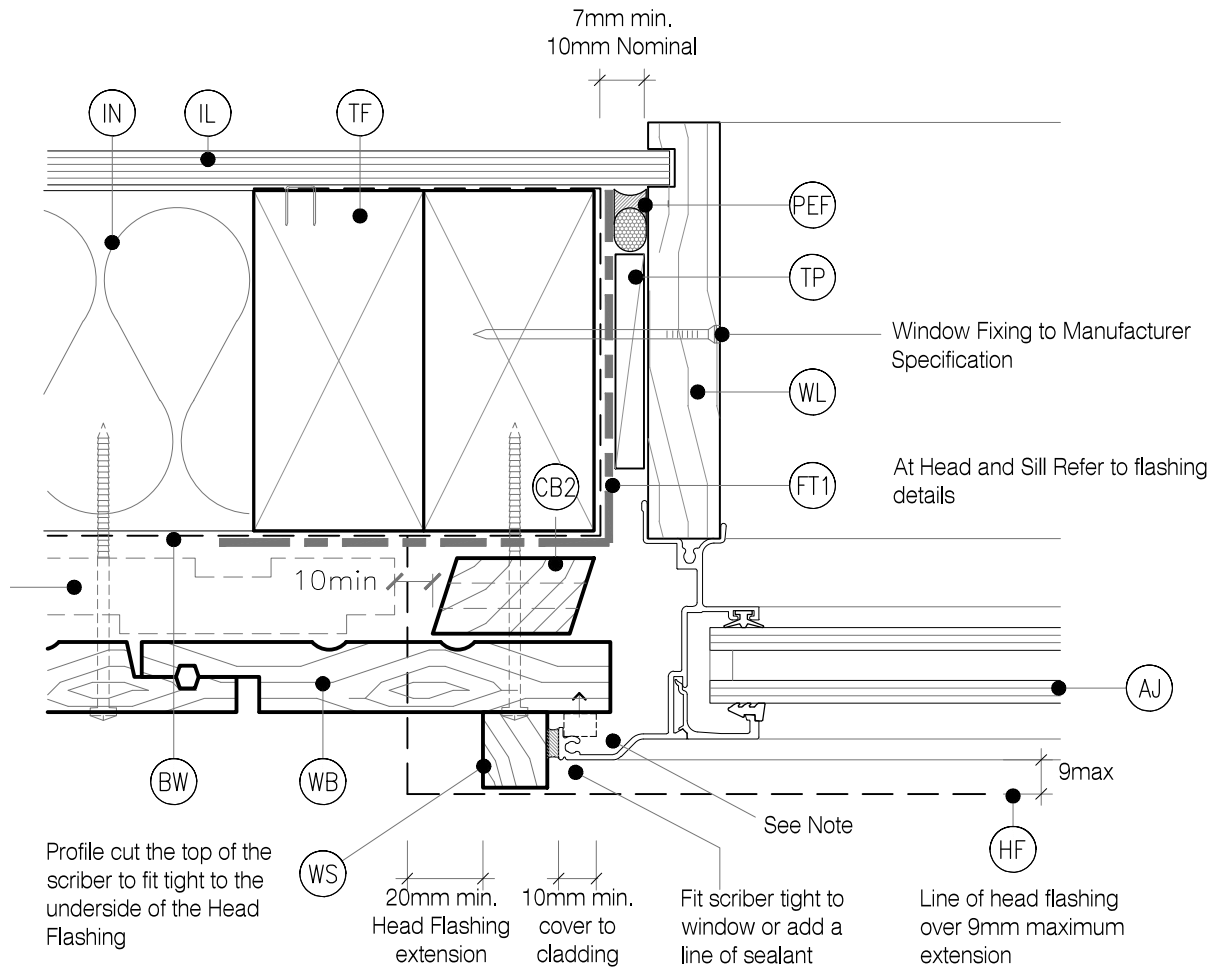 7mm min.
10mm Nominal
IN
IL
TF
PEF
TP
Window Fixing to Manufacturer
Specification
WL
At Head and Sill Refer to flashing
details
CB2
FT1
10min
AJ
BW
WB
9max
See Note
HF
WS
Profile cut the top of the
scriber to fit tight to the
underside of the Head
Flashing
20mm min.
Head Flashing
extension
10mm min.
cover to
cladding
Fit scriber tight to
window or add a
line of sealant
Line of head flashing
over 9mm maximum
extension